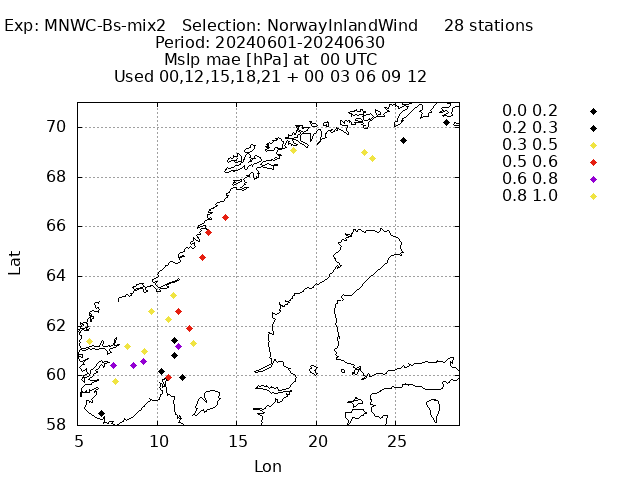 Exp: MNWC-Bs-mix2 Selection: NorwayInlandWind 28 stations
Period: 20240601-20240630
Mslp mae [hPa] at 00 UTC
Used 00,12,15,18,21 + 00 03 06 09 12
0.0 0.2
0.2 0.3
0.3 0.5
0.5 0.6
0.6 0.8
0.8 1.0
70
68
66
64
62
60
58
Lat
5 10 15 20 25
Lon